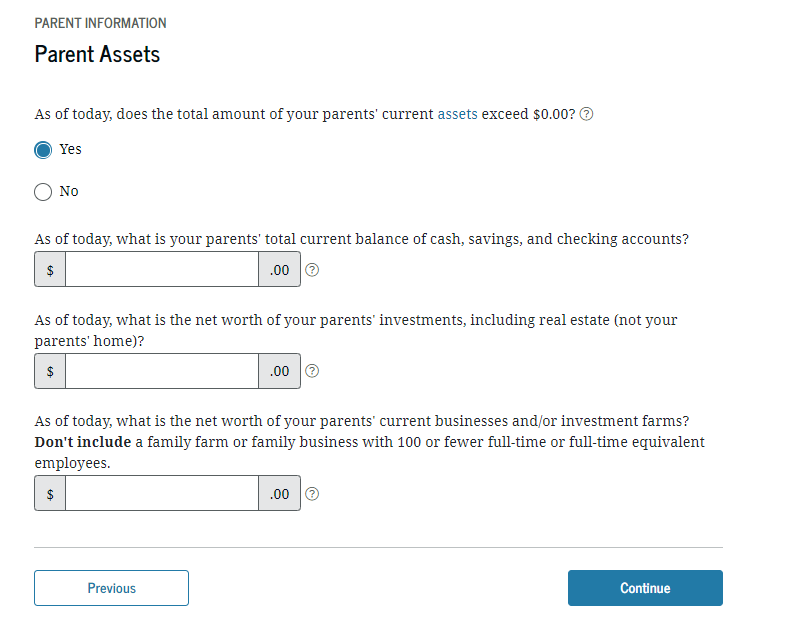 PARENT INFORMATION
Parent Assets
As of today, does the total amount of your parents' current assets exceed $0.00? ?
Yes
No
As of today, what is your parents' total current balance of cash, savings, and checking accounts?
$ .00 ?
As of today, what is the net worth of your parents' investments, including real estate (not your
parents' home)?
$ .00 ?
As of today, what is the net worth of your parents' current businesses and/or investment farms?
Don't include a family farm or family business with 100 or fewer full-time or full-time equivalent
employees.
$ .00 ?
Previous Continue